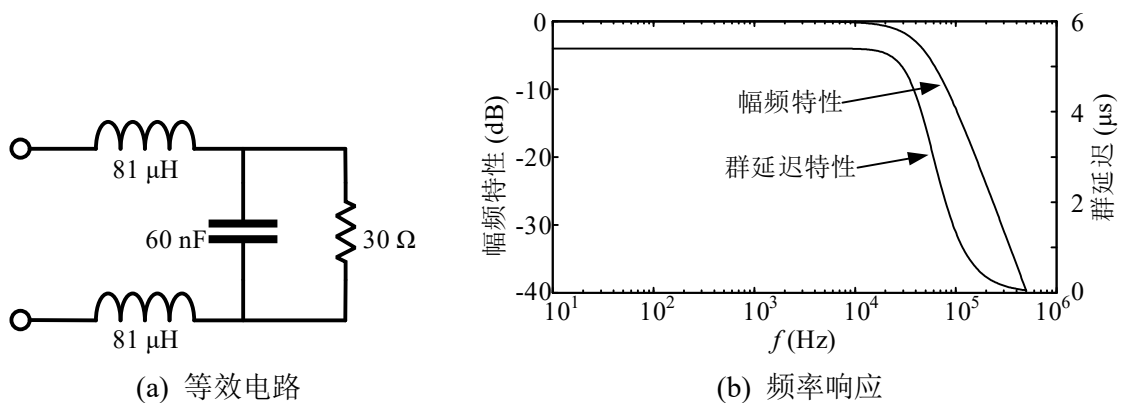 81 μH
60 nF
30 Ω
81 μH
(a) 等效电路
0
-10
-20
-30
-40
幅频特性 (dB)
幅频特性
群延迟特性
6
4
2
0
群延迟 (μs)
10¹
10²
10³
10⁴
10⁵
10⁶
f (Hz)
(b) 频率响应